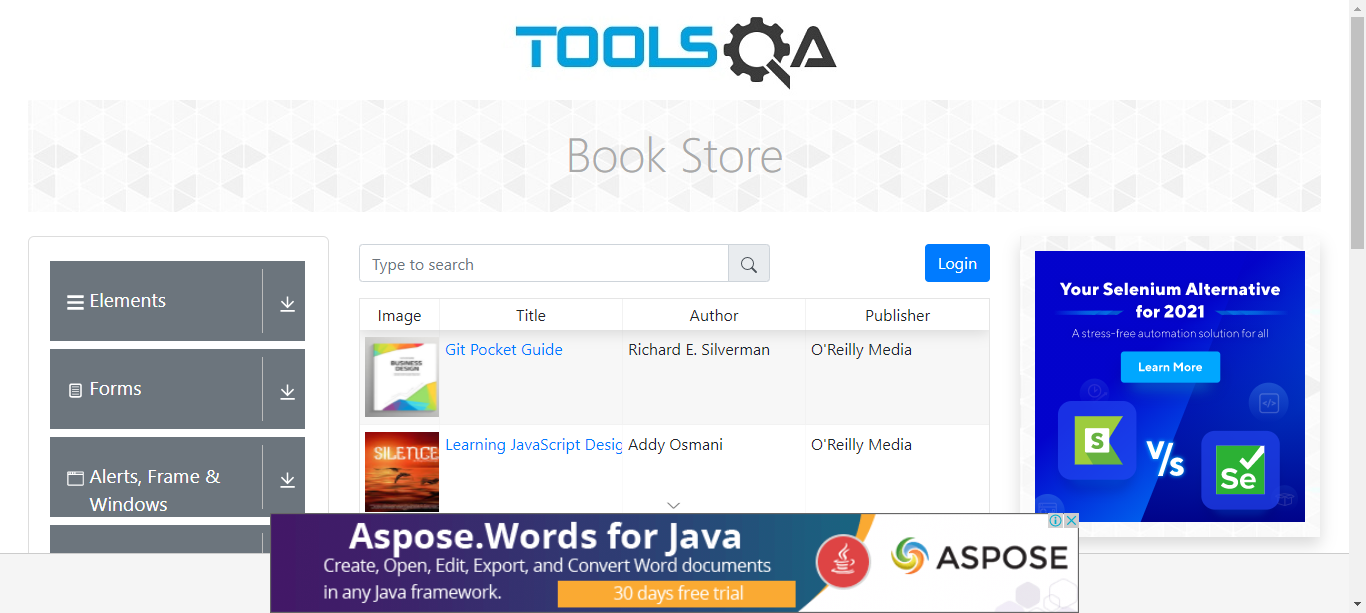 TOOLSQA
Book Store
Elements
Forms
Alerts, Frame &
Windows
Type to search
Login
Image Title Author Publisher
BUSINESS
DESIGN
Git Pocket Guide Richard E. Silverman O'Reilly Media
SILENCE
Learning JavaScript Desig Addy Osmani O'Reilly Media
Your Selenium Alternative
for 2021
A stress-free automation solution for all
Learn More
S
V/s
Se
Aspose.Words for Java
Create, Open, Edit, Export, and Convert Word documents
in any Java framework.
30 days free trial
ASPOSE